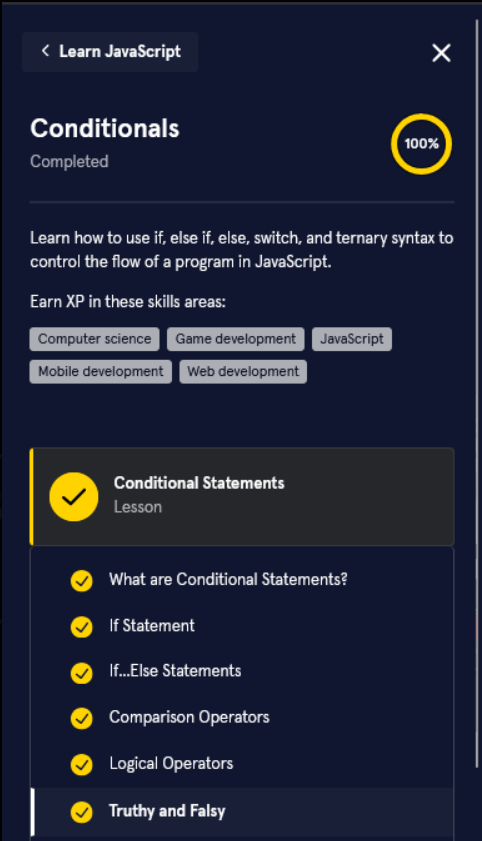 Learn JavaScript
Conditionals
100%
Completed
Learn how to use if, else if, else, switch, and ternary syntax to
control the flow of a program in JavaScript.
Earn XP in these skills areas:
Computer science Game development JavaScript
Mobile development Web development
Conditional Statements
Lesson
What are Conditional Statements?
If Statement
If...Else Statements
Comparison Operators
Logical Operators
Truthy and Falsy